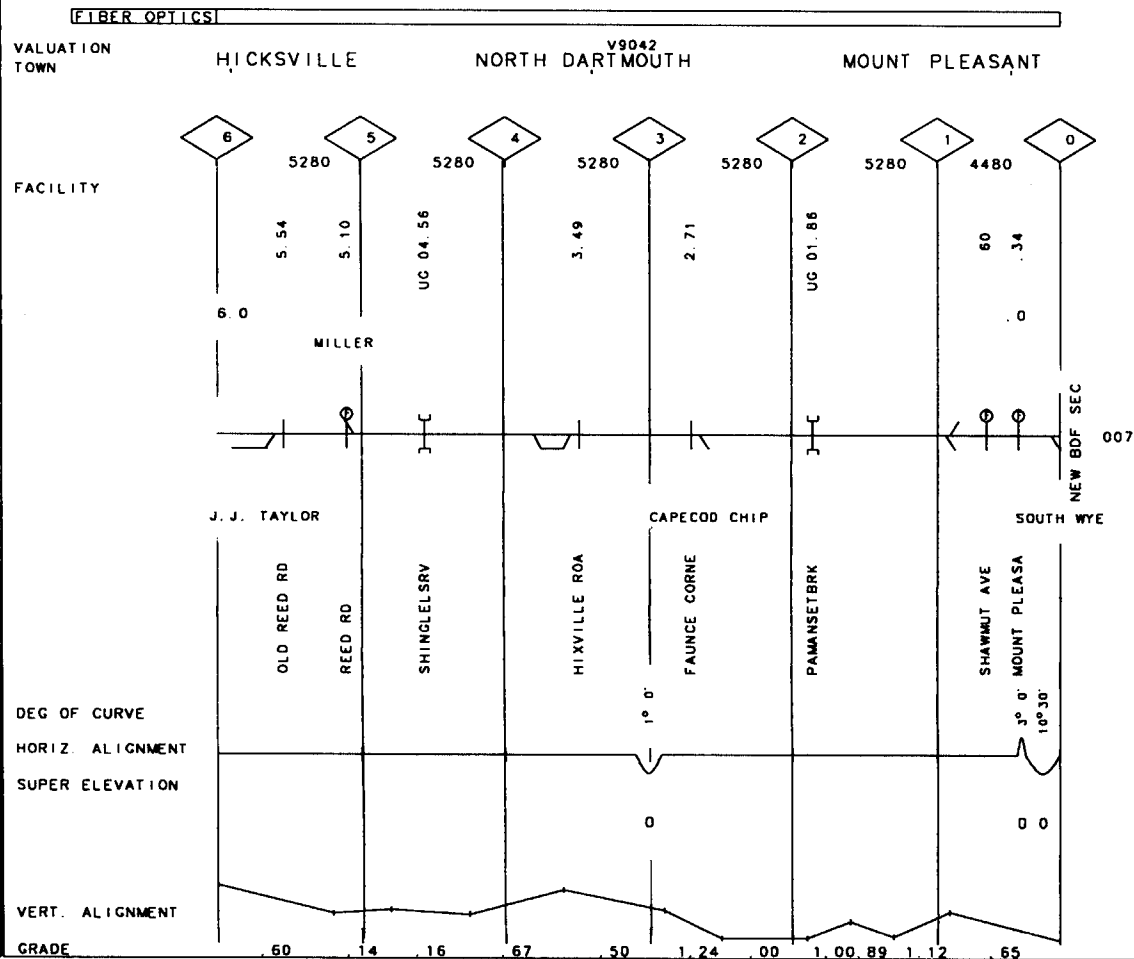 FIBER OPTICS
VALUATION V9042
TOWN HICKSVILLE NORTH DARTMOUTH MOUNT PLEASANT
6 5 4 3 2 1 0
5280 5280 5280 5280 5280 4480
FACILITY
5.54 5.10 UG 04.56 3.49 2.71 UG 01.86 60 .34
6.0 .0
MILLER
NEW BDF SEC 007
J.J. TAYLOR CAPECOD CHIP SOUTH WYE
OLD REED RD REED RD SHINGLELSRV HIXVILLE ROA FAUNCE CORNE PAMANSETBRK SHAWMUT AVE MOUNT PLEASA
DEG OF CURVE 1° 0' 3° 0' 10°30'
HORIZ. ALIGNMENT
SUPER ELEVATION
0 0 0
VERT. ALIGNMENT
GRADE .60 .14 .16 .67 .50 1.24 .00 1.00 .89 1.12 .65